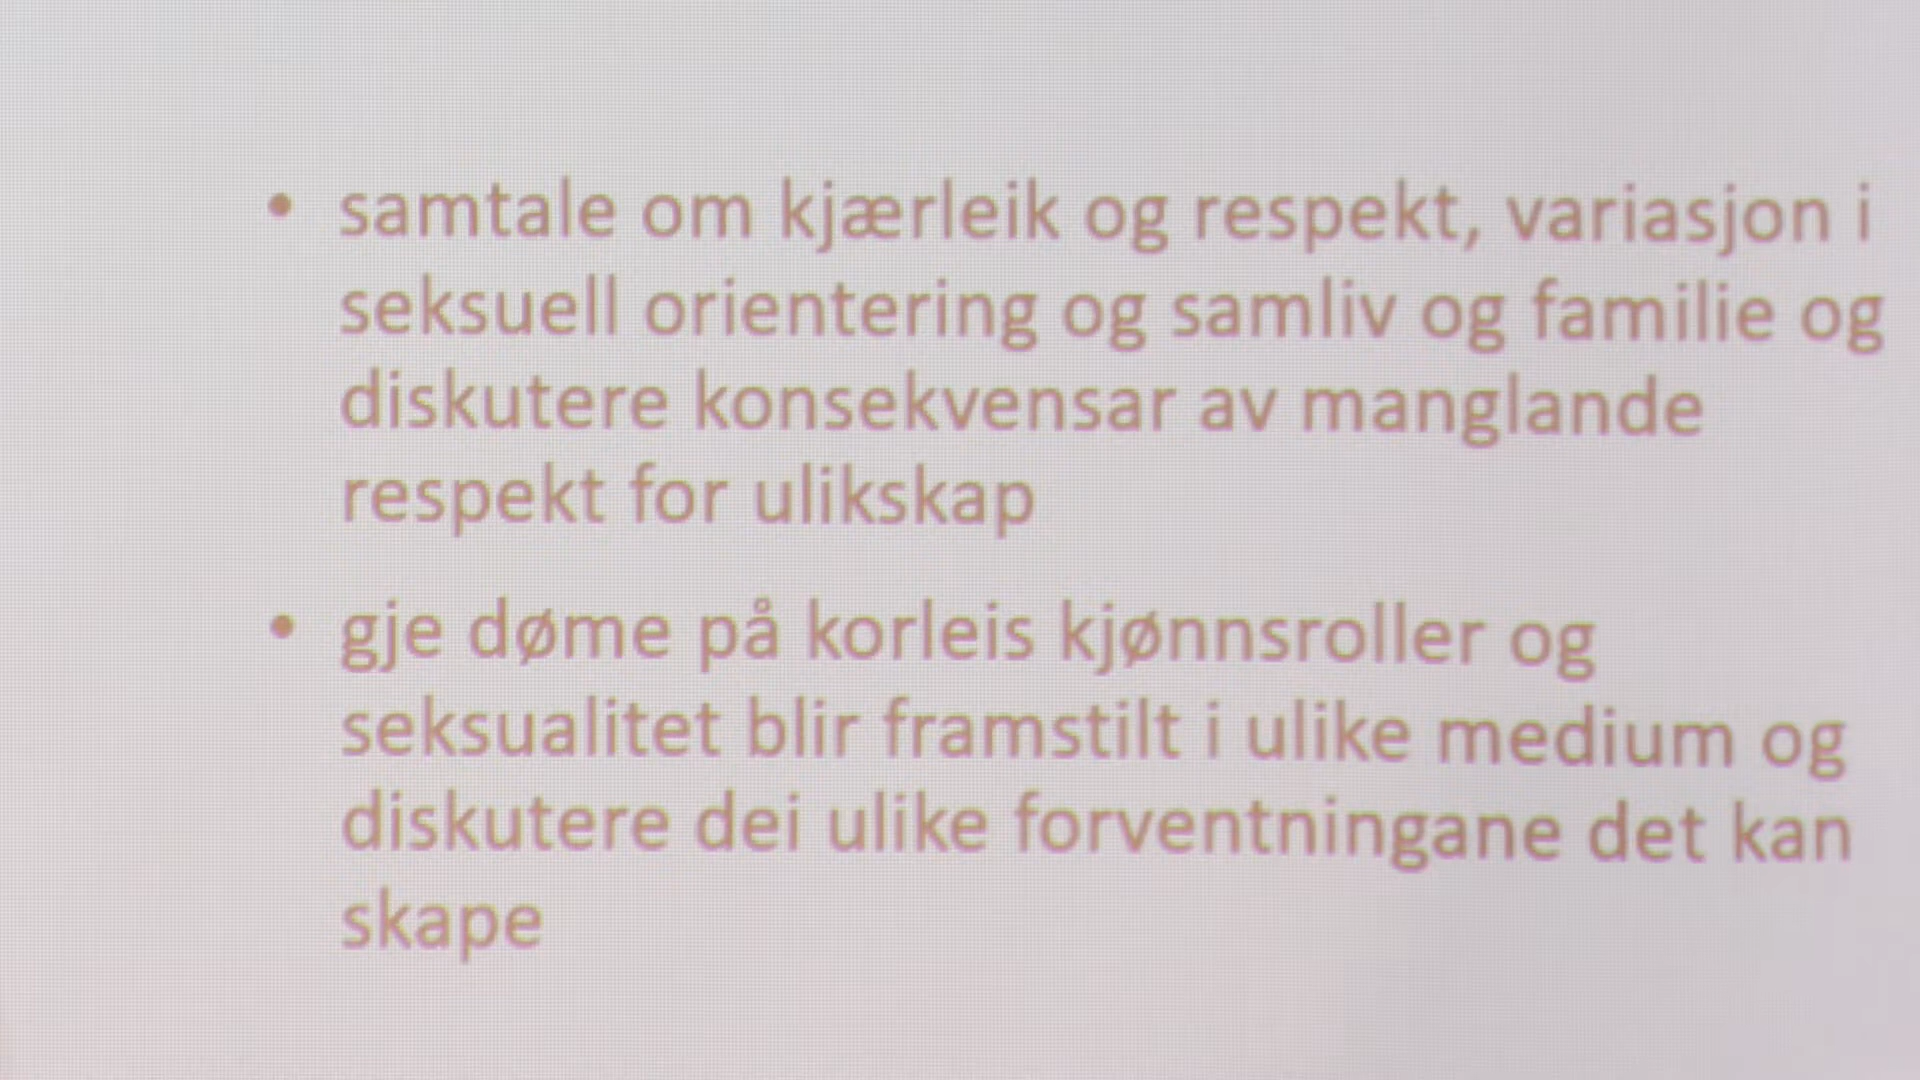 • samtale om kjærleik og respekt, variasjon i
seksuell orientering og samliv og familie og
diskutere konsekvensar av manglande
respekt for ulikskap
• gje døme på korleis kjønnsroller og
seksualitet blir framstilt i ulike medium og
diskutere dei ulike forventningane det kan
skape